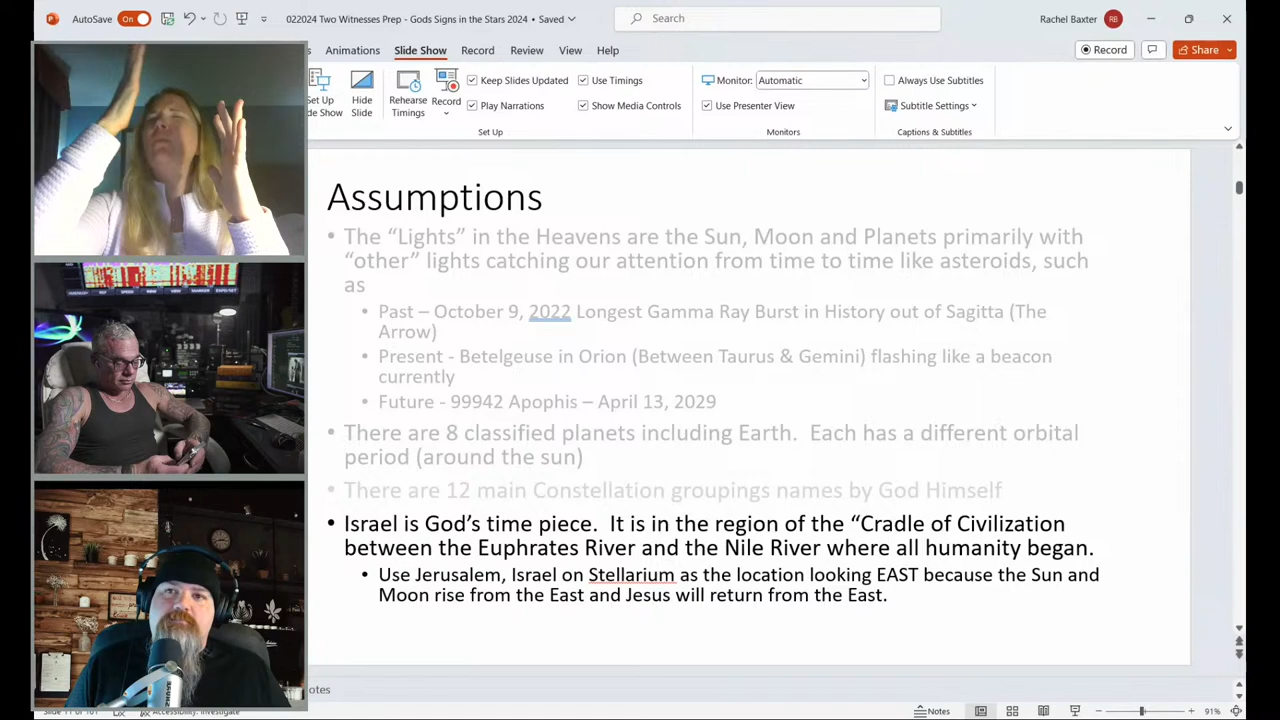 AutoSave On 022024 Two Witnesses Prep - Gods Signs in the Stars 2024 • Saved Search Rachel Baxter RB
Animations Slide Show Record Review View Help Record Share
Set Up
Hide
Slide
Rehearse
Timings
Record
Keep Slides Updated
Play Narrations
Use Timings
Show Media Controls
Monitor: Automatic
Use Presenter View
Always Use Subtitles
Subtitle Settings
Set Up Monitors Captions & Subtitles
Assumptions
• The “Lights” in the Heavens are the Sun, Moon and Planets primarily with
“other” lights catching our attention from time to time like asteroids, such
as
• Past – October 9, 2022 Longest Gamma Ray Burst in History out of Sagitta (The
Arrow)
• Present - Betelgeuse in Orion (Between Taurus & Gemini) flashing like a beacon
currently
• Future - 99942 Apophis – April 13, 2029
• There are 8 classified planets including Earth. Each has a different orbital
period (around the sun)
• There are 12 main Constellation groupings names by God Himself
• Israel is God’s time piece. It is in the region of the “Cradle of Civilization
between the Euphrates River and the Nile River where all humanity began.
• Use Jerusalem, Israel on Stellarium as the location looking EAST because the Sun and
Moon rise from the East and Jesus will return from the East.
otes
Notes 91%